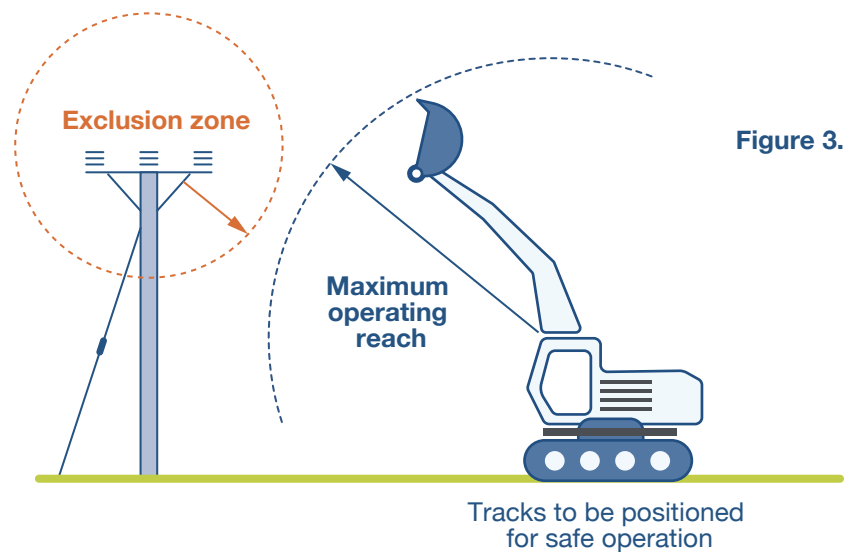 Exclusion zone
Figure 3.
Maximum
operating
reach
Tracks to be positioned
for safe operation